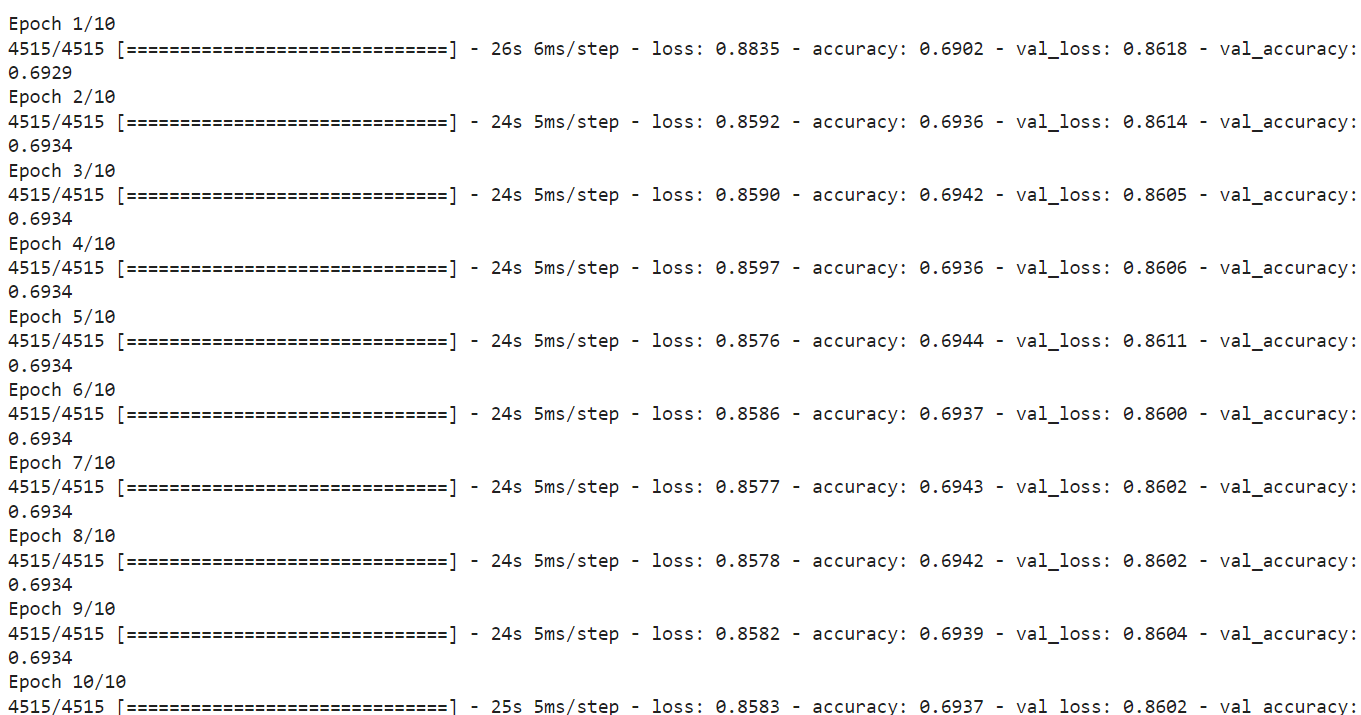 Epoch 1/10
4515/4515 [==============================] - 26s 6ms/step - loss: 0.8835 - accuracy: 0.6902 - val_loss: 0.8618 - val_accuracy:
0.6929
Epoch 2/10
4515/4515 [==============================] - 24s 5ms/step - loss: 0.8592 - accuracy: 0.6936 - val_loss: 0.8614 - val_accuracy:
0.6934
Epoch 3/10
4515/4515 [==============================] - 24s 5ms/step - loss: 0.8590 - accuracy: 0.6942 - val_loss: 0.8605 - val_accuracy:
0.6934
Epoch 4/10
4515/4515 [==============================] - 24s 5ms/step - loss: 0.8597 - accuracy: 0.6936 - val_loss: 0.8606 - val_accuracy:
0.6934
Epoch 5/10
4515/4515 [==============================] - 24s 5ms/step - loss: 0.8576 - accuracy: 0.6944 - val_loss: 0.8611 - val_accuracy:
0.6934
Epoch 6/10
4515/4515 [==============================] - 24s 5ms/step - loss: 0.8586 - accuracy: 0.6937 - val_loss: 0.8600 - val_accuracy:
0.6934
Epoch 7/10
4515/4515 [==============================] - 24s 5ms/step - loss: 0.8577 - accuracy: 0.6943 - val_loss: 0.8602 - val_accuracy:
0.6934
Epoch 8/10
4515/4515 [==============================] - 24s 5ms/step - loss: 0.8578 - accuracy: 0.6942 - val_loss: 0.8602 - val_accuracy:
0.6934
Epoch 9/10
4515/4515 [==============================] - 24s 5ms/step - loss: 0.8582 - accuracy: 0.6939 - val_loss: 0.8604 - val_accuracy:
0.6934
Epoch 10/10
4515/4515 [==============================] - 25s 5ms/step - loss: 0.8583 - accuracy: 0.6937 - val_loss: 0.8602 - val_accuracy: